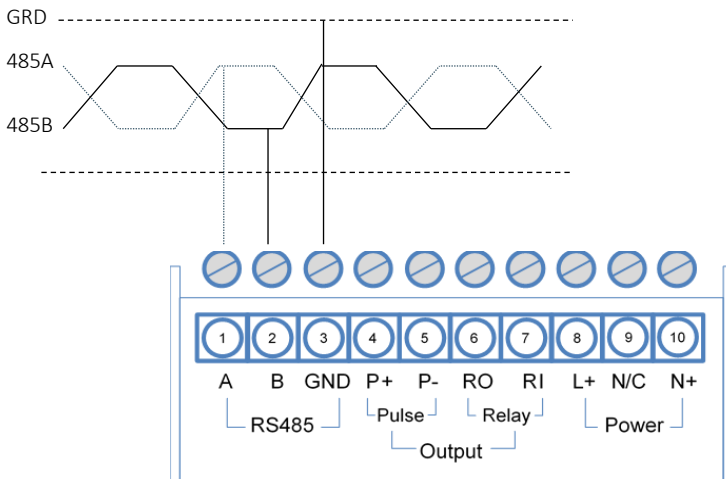 GRD
485A
485B
1 2 3 4 5 6 7 8 9 10
A B GND P+ P- RO RI L+ N/C N+
RS485 Pulse Relay Power
Output